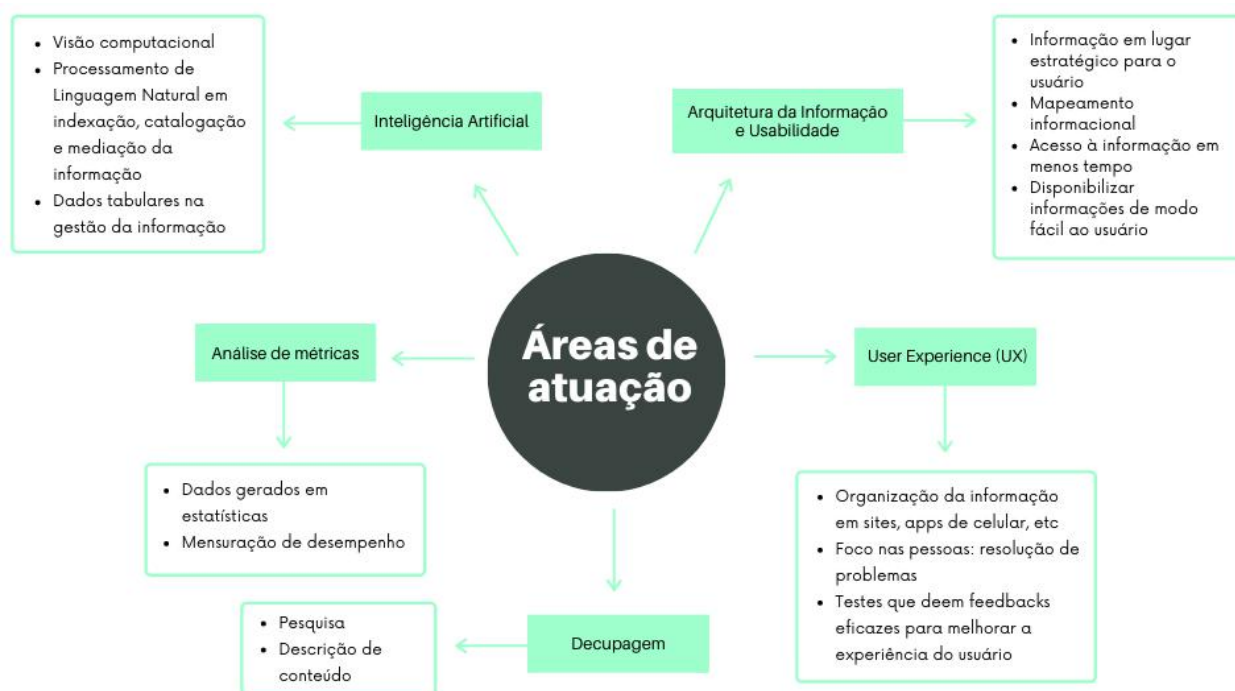 • Visão computacional
• Processamento de
Linguagem Natural em
indexação, catalogação
e mediação da
informação
• Dados tabulares na
gestão da informação
Inteligência Artificial
Arquitetura da Informação
e Usabilidade
• Informação em lugar
estratégico para o
usuário
• Mapeamento
informacional
• Acesso à informação em
menos tempo
• Disponibilizar
informações de modo
fácil ao usuário
Áreas de
atuação
Análise de métricas
User Experience (UX)
• Dados gerados em
estatísticas
• Mensuração de desempenho
• Organização da informação
em sites, apps de celular, etc
• Foco nas pessoas: resolução de
problemas
• Testes que deem feedbacks
eficazes para melhorar a
experiência do usuário
• Pesquisa
• Descrição de
conteúdo
Decupagem